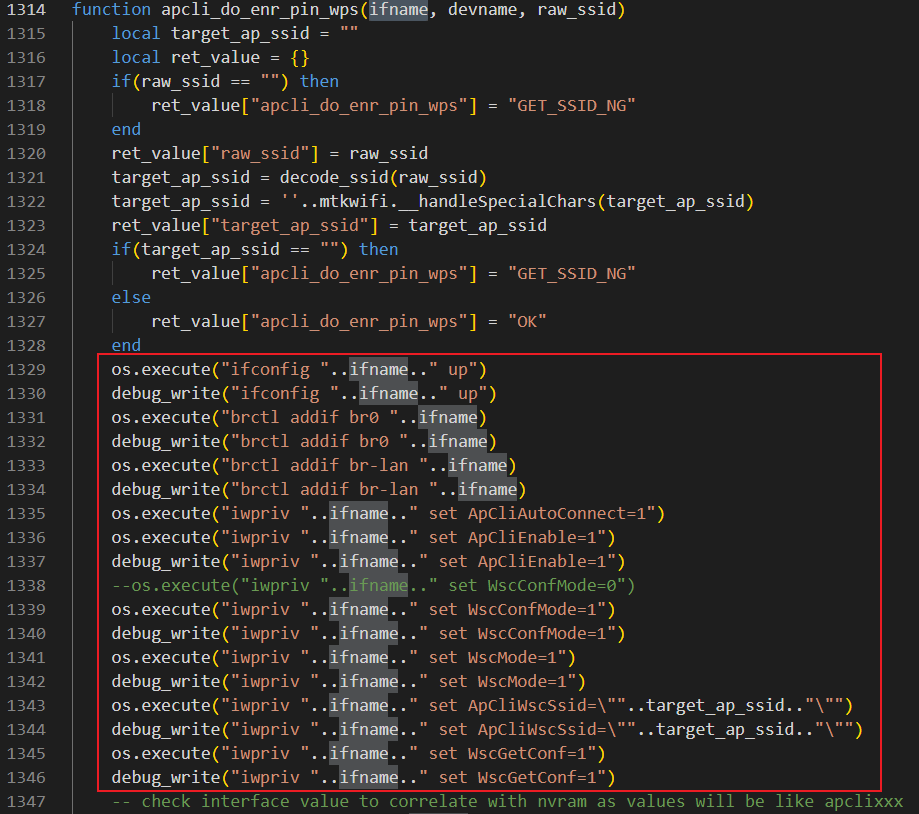 1314 function apcli_do_enr_pin_wps(ifname, devname, raw_ssid)
1315 local target_ap_ssid = ""
1316 local ret_value = {}
1317 if(raw_ssid == "") then
1318 ret_value["apcli_do_enr_pin_wps"] = "GET_SSID_NG"
1319 end
1320 ret_value["raw_ssid"] = raw_ssid
1321 target_ap_ssid = decode_ssid(raw_ssid)
1322 target_ap_ssid = ''..mtkwifi.__handleSpecialChars(target_ap_ssid)
1323 ret_value["target_ap_ssid"] = target_ap_ssid
1324 if(target_ap_ssid == "") then
1325 ret_value["apcli_do_enr_pin_wps"] = "GET_SSID_NG"
1326 else
1327 ret_value["apcli_do_enr_pin_wps"] = "OK"
1328 end
1329 os.execute("ifconfig "..ifname.." up")
1330 debug_write("ifconfig "..ifname.." up")
1331 os.execute("brctl addif br0 "..ifname)
1332 debug_write("brctl addif br0 "..ifname)
1333 os.execute("brctl addif br-lan "..ifname)
1334 debug_write("brctl addif br-lan "..ifname)
1335 os.execute("iwpriv "..ifname.." set ApCliAutoConnect=1")
1336 os.execute("iwpriv "..ifname.." set ApCliEnable=1")
1337 debug_write("iwpriv "..ifname.." set ApCliEnable=1")
1338 --os.execute("iwpriv "..ifname.." set WscConfMode=0")
1339 os.execute("iwpriv "..ifname.." set WscConfMode=1")
1340 debug_write("iwpriv "..ifname.." set WscConfMode=1")
1341 os.execute("iwpriv "..ifname.." set WscMode=1")
1342 debug_write("iwpriv "..ifname.." set WscMode=1")
1343 os.execute("iwpriv "..ifname.." set ApCliWscSsid=\""..target_ap_ssid.."\"")
1344 debug_write("iwpriv "..ifname.." set ApCliWscSsid=\""..target_ap_ssid.."\"")
1345 os.execute("iwpriv "..ifname.." set WscGetConf=1")
1346 debug_write("iwpriv "..ifname.." set WscGetConf=1")
1347 -- check interface value to correlate with nvram as values will be like apclixxx